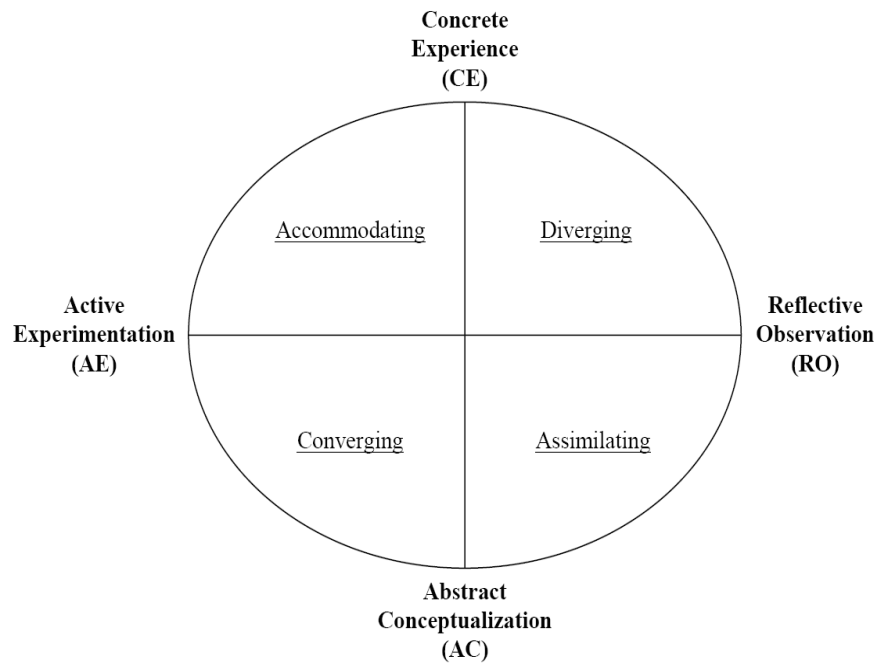 Concrete
Experience
(CE)
Accommodating
Diverging
Active
Experimentation
(AE)
Reflective
Observation
(RO)
Converging
Assimilating
Abstract
Conceptualization
(AC)